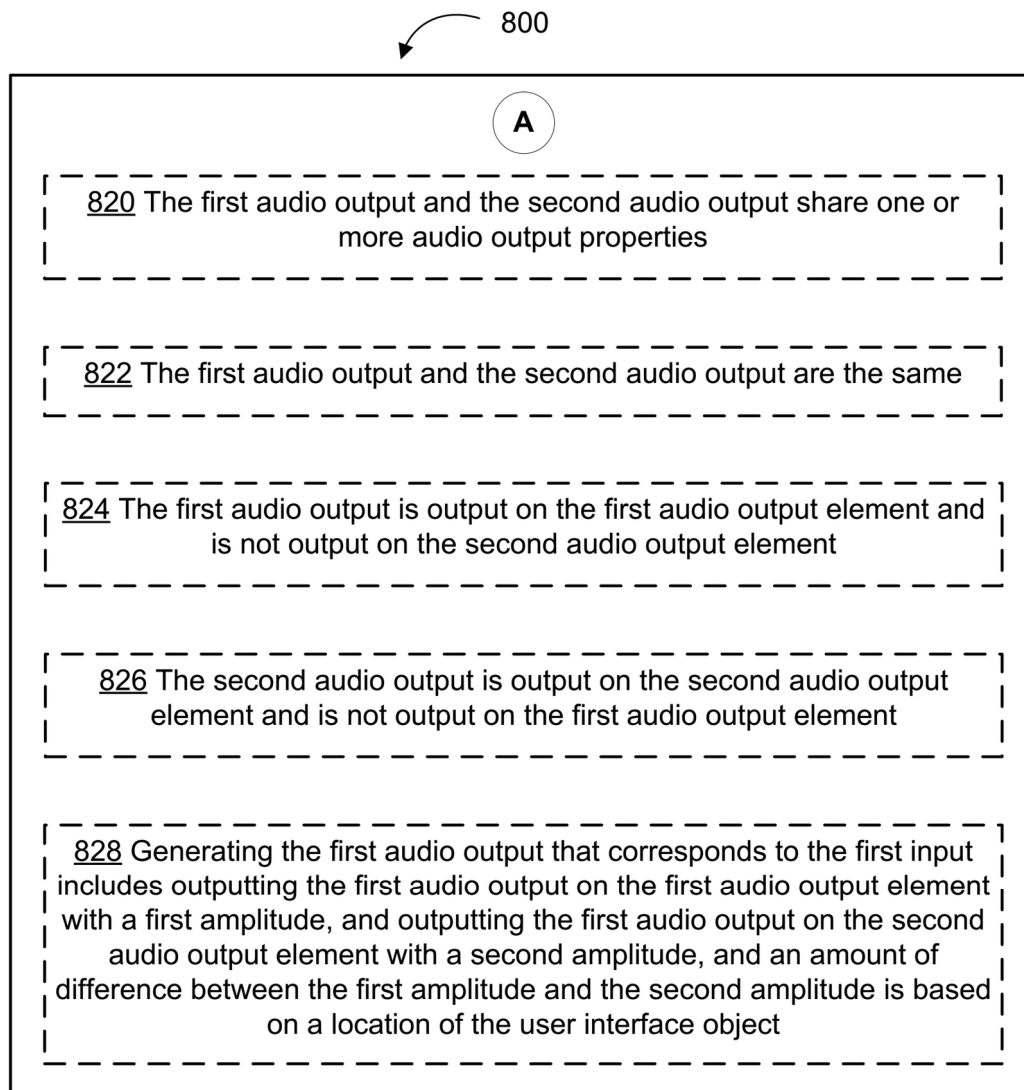 800
A
820 The first audio output and the second audio output share one or
more audio output properties
822 The first audio output and the second audio output are the same
824 The first audio output is output on the first audio output element and
is not output on the second audio output element
826 The second audio output is output on the second audio output
element and is not output on the first audio output element
828 Generating the first audio output that corresponds to the first input
includes outputting the first audio output on the first audio output element
with a first amplitude, and outputting the first audio output on the second
audio output element with a second amplitude, and an amount of
difference between the first amplitude and the second amplitude is based
on a location of the user interface object